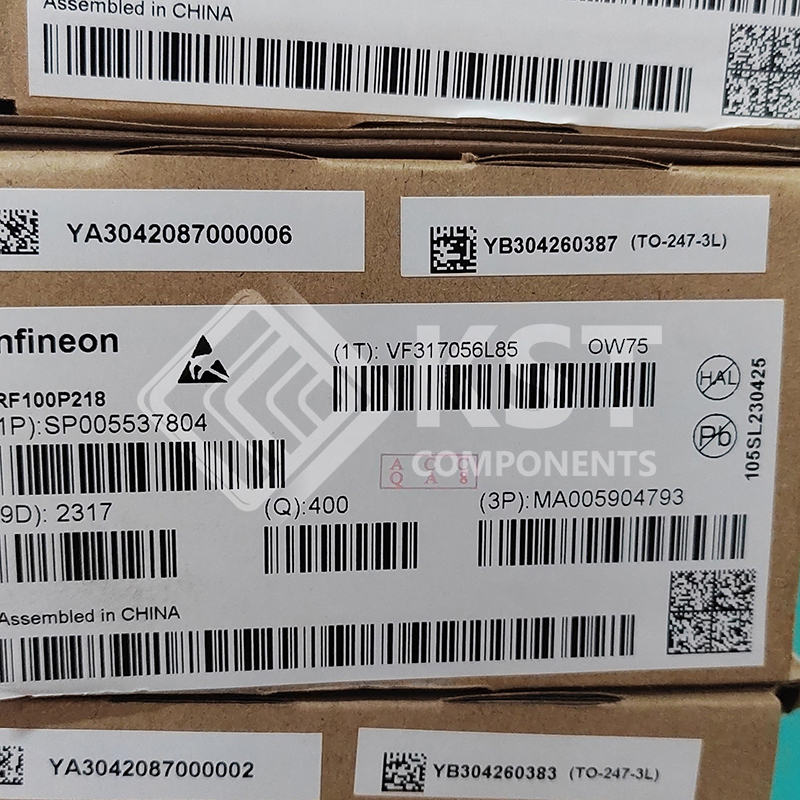 Assembled in CHINA
YA3042087000006
YB304260387 (TO-247-3L)
nfineon
(1T): VF317056L85 OW75
RF100P218
1P):SP005537804
HAL
Pb
105SL230425
KST
COMPONENTS
A C C
Q A 8
9D): 2317
(Q):400
(3P): MA005904793
Assembled in CHINA
YA3042087000002
YB304260383 (TO-247-3L)